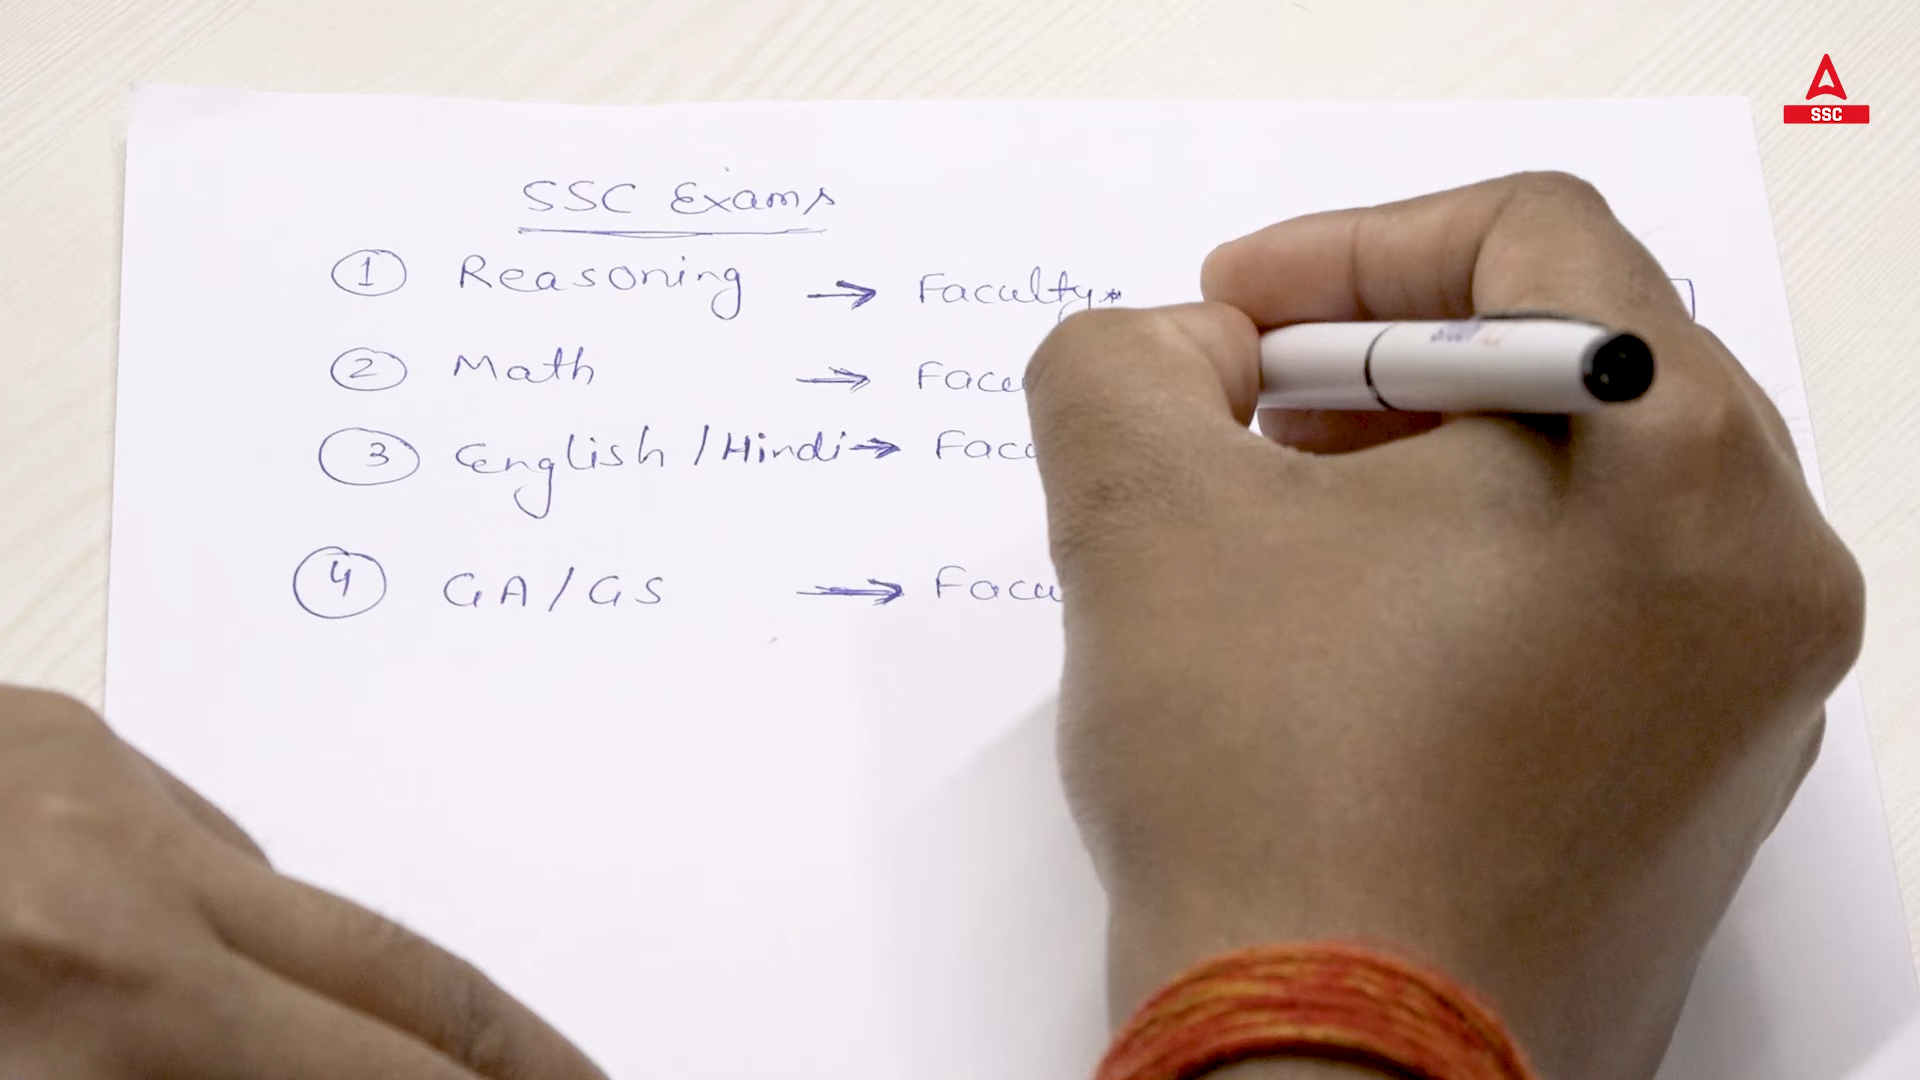 SSC
SSC Exams
1 Reasoning → Faculty*
2 Math →
3 English / Hindi →
4 GA/GS →